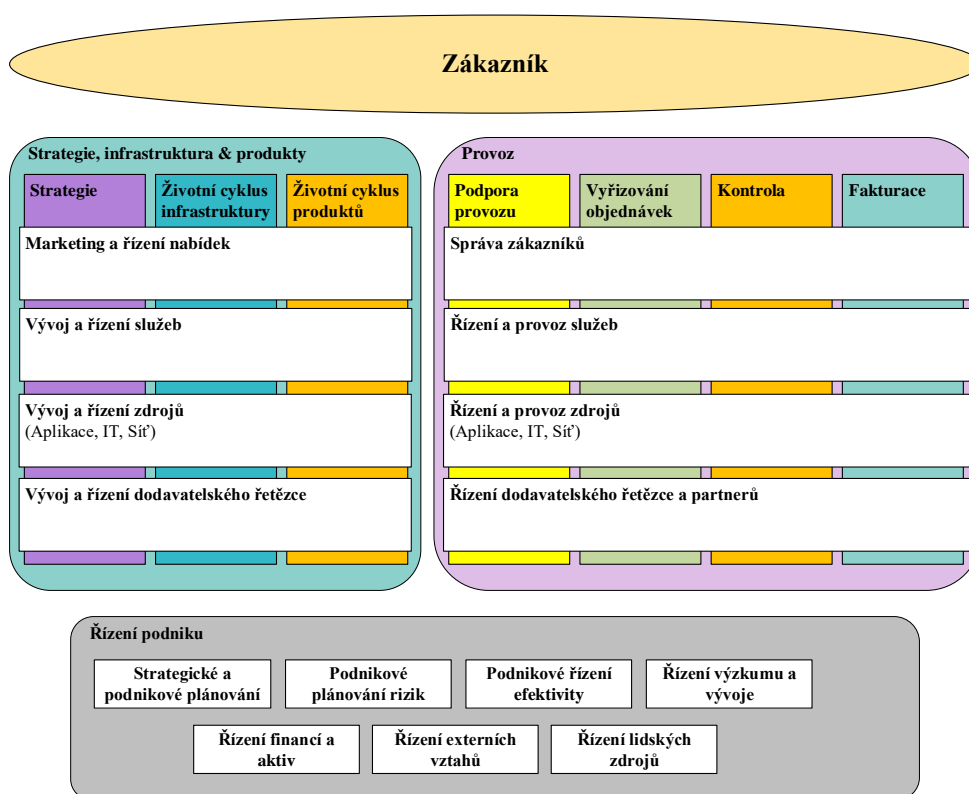 Zákazník
Strategie, infrastruktura & produkty
Strategie
Životní cyklus
infrastruktury
Životní cyklus
produktů
Marketing a řízení nabídek
Vývoj a řízení služeb
Vývoj a řízení zdrojů
(Aplikace, IT, Síť)
Vývoj a řízení dodavatelského řetězce
Provoz
Podpora
provozu
Vyřizování
objednávek
Kontrola
Fakturace
Správa zákazníků
Řízení a provoz služeb
Řízení a provoz zdrojů
(Aplikace, IT, Síť)
Řízení dodavatelského řetězce a partnerů
Řízení podniku
Strategické a
podnikové plánování
Podnikové
plánování rizik
Podnikové řízení
efektivity
Řízení výzkumu a
vývoje
Řízení financí a
aktiv
Řízení externích
vztahů
Řízení lidských
zdrojů